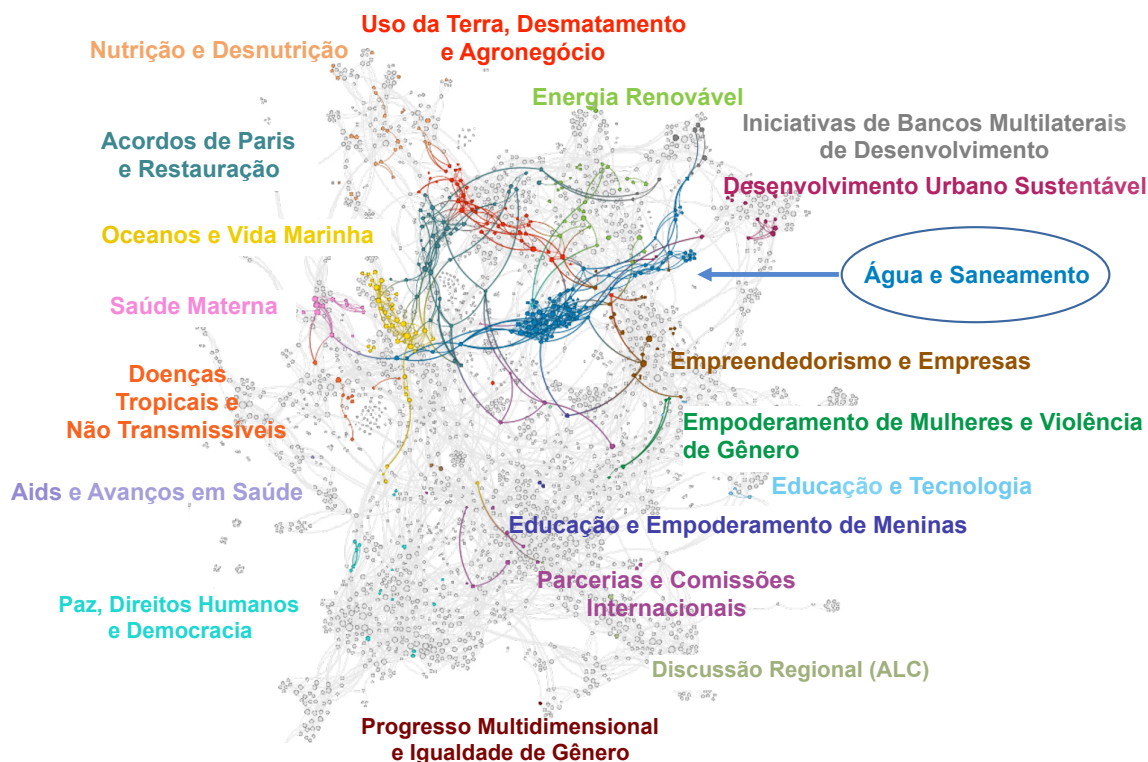 Uso da Terra, Desmatamento
e Agronegócio
Nutrição e Desnutrição
Energia Renovável
Iniciativas de Bancos Multilaterais
de Desenvolvimento
Acordos de Paris
e Restauração
Desenvolvimento Urbano Sustentável
Oceanos e Vida Marinha
Água e Saneamento
Saúde Materna
Empreendedorismo e Empresas
Doenças
Tropicais e
Não Transmissíveis
Empoderamento de Mulheres e Violência
de Gênero
Aids e Avanços em Saúde
Educação e Tecnologia
Educação e Empoderamento de Meninas
Parcerias e Comissões
Internacionais
Paz, Direitos Humanos
e Democracia
Discussão Regional (ALC)
Progresso Multidimensional
e Igualdade de Gênero